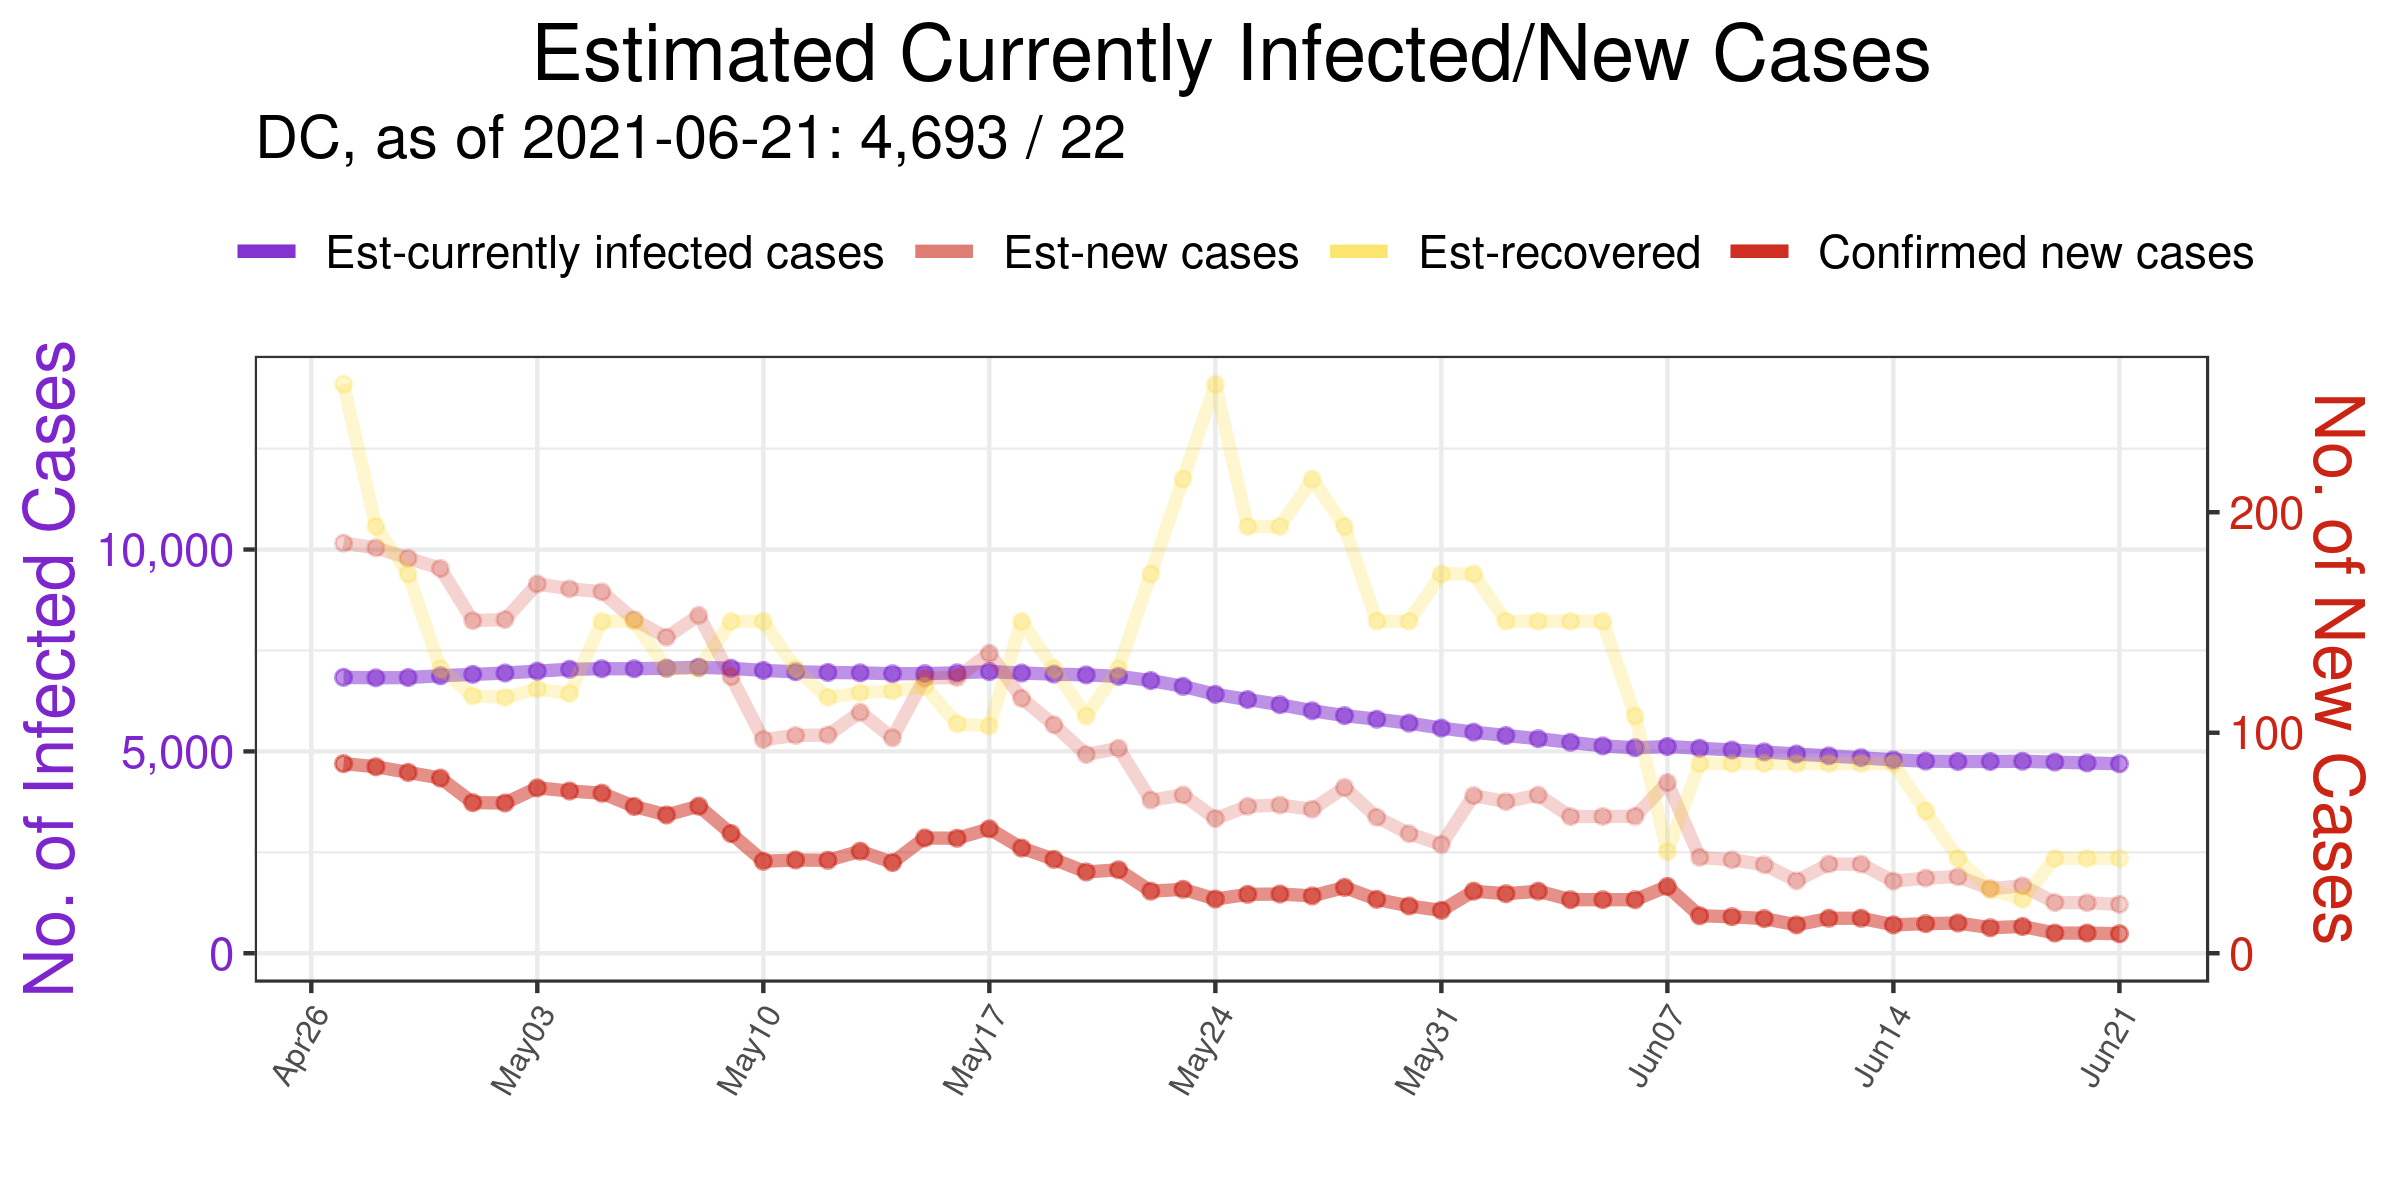 Estimated Currently Infected/New Cases
DC, as of 2021-06-21: 4,693 / 22
Est-currently infected cases Est-new cases Est-recovered Confirmed new cases
No. of Infected Cases
10,000
5,000
0
200
100
0
No. of New Cases
Apr26 May03 May10 May17 May24 May31 Jun07 Jun14 Jun21